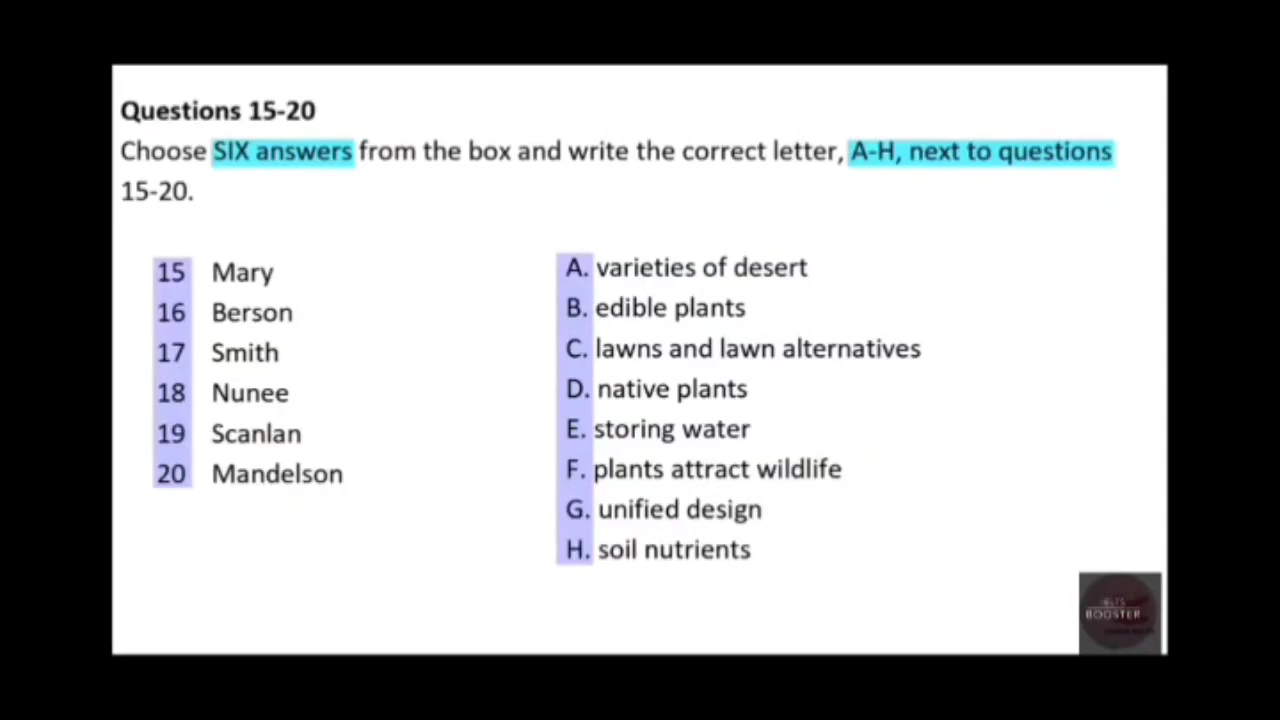 Questions 15-20
Choose SIX answers from the box and write the correct letter, A-H, next to questions
15-20.
15 Mary
16 Berson
17 Smith
18 Nunee
19 Scanlan
20 Mandelson
A. varieties of desert
B. edible plants
C. lawns and lawn alternatives
D. native plants
E. storing water
F. plants attract wildlife
G. unified design
H. soil nutrients
IELTS
BOOSTER